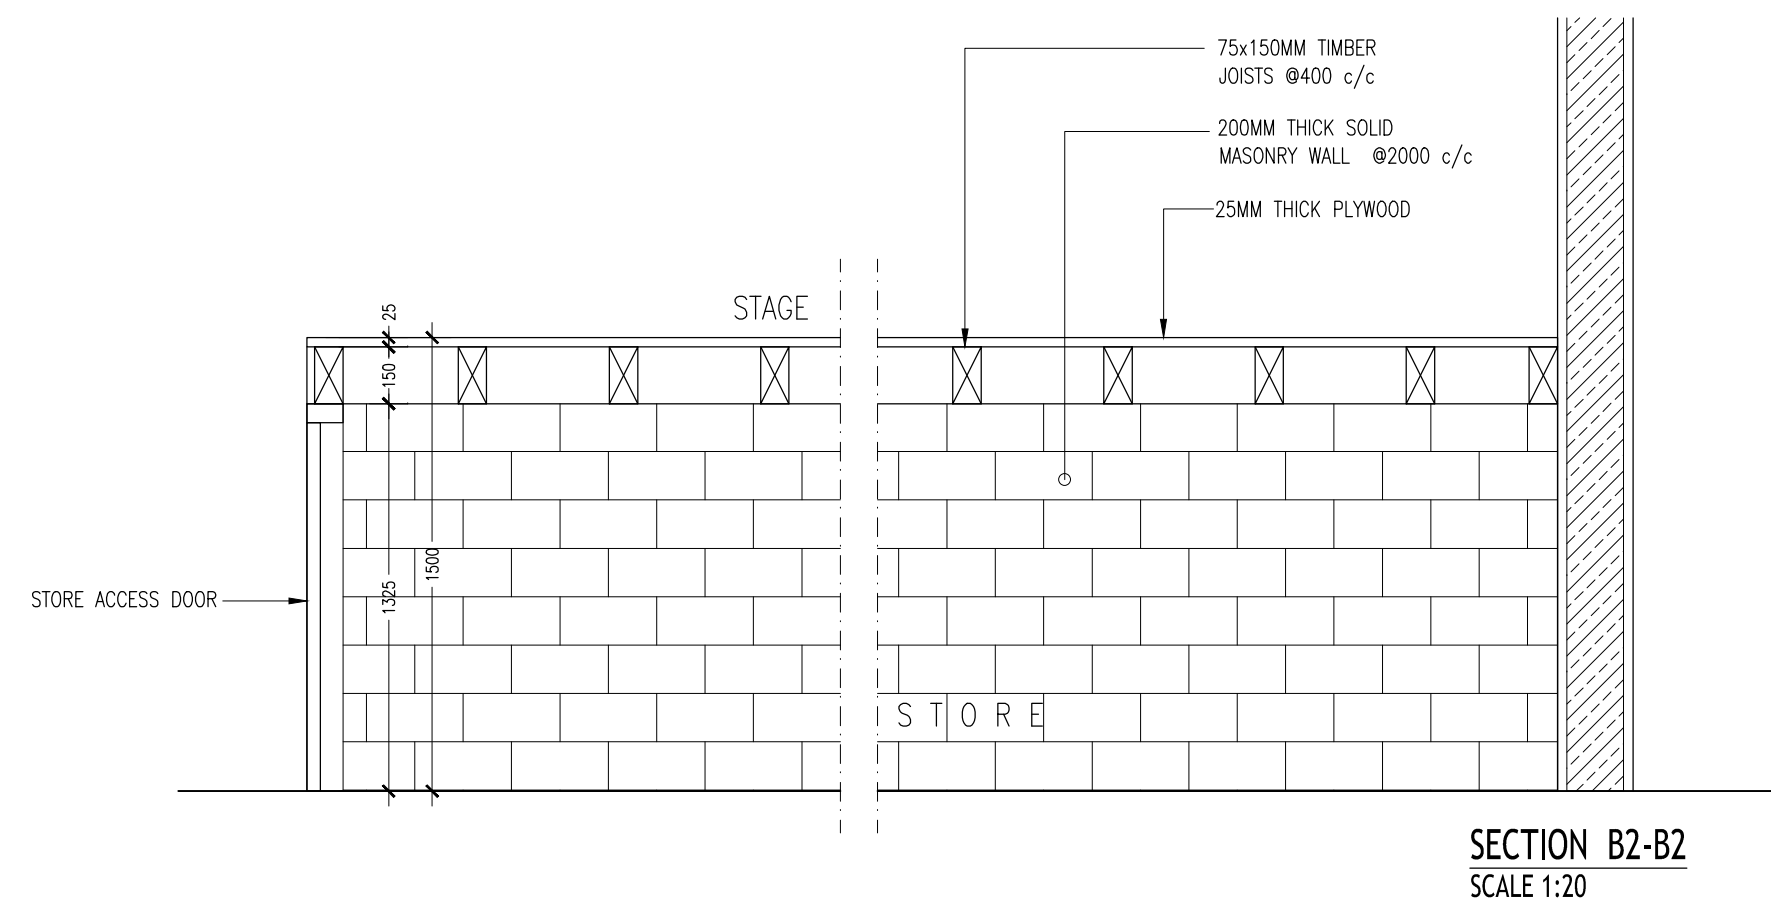 75x150MM TIMBER
JOISTS @400 c/c
200MM THICK SOLID
MASONRY WALL @2000 c/c
25MM THICK PLYWOOD
STAGE
25
150
1500
1325
STORE ACCESS DOOR
STORE
SECTION B2-B2
SCALE 1:20